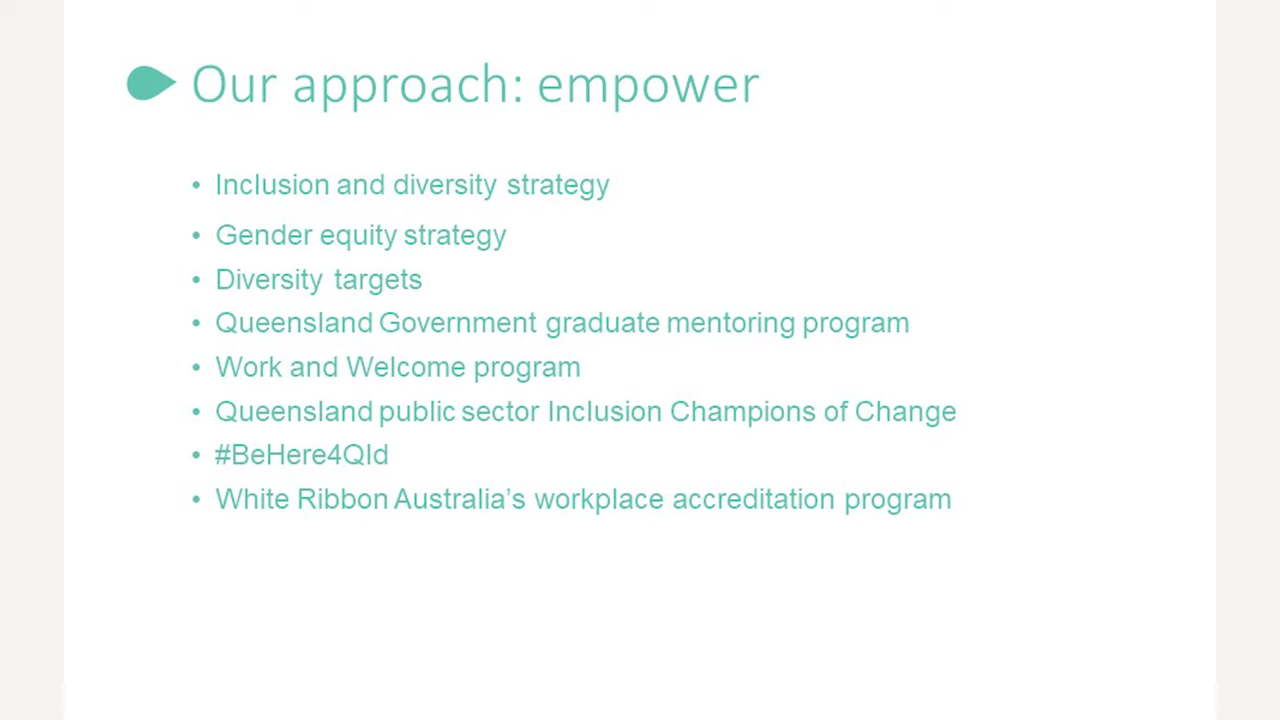 Our approach: empower
• Inclusion and diversity strategy
• Gender equity strategy
• Diversity targets
• Queensland Government graduate mentoring program
• Work and Welcome program
• Queensland public sector Inclusion Champions of Change
• #BeHere4Qld
• White Ribbon Australia’s workplace accreditation program